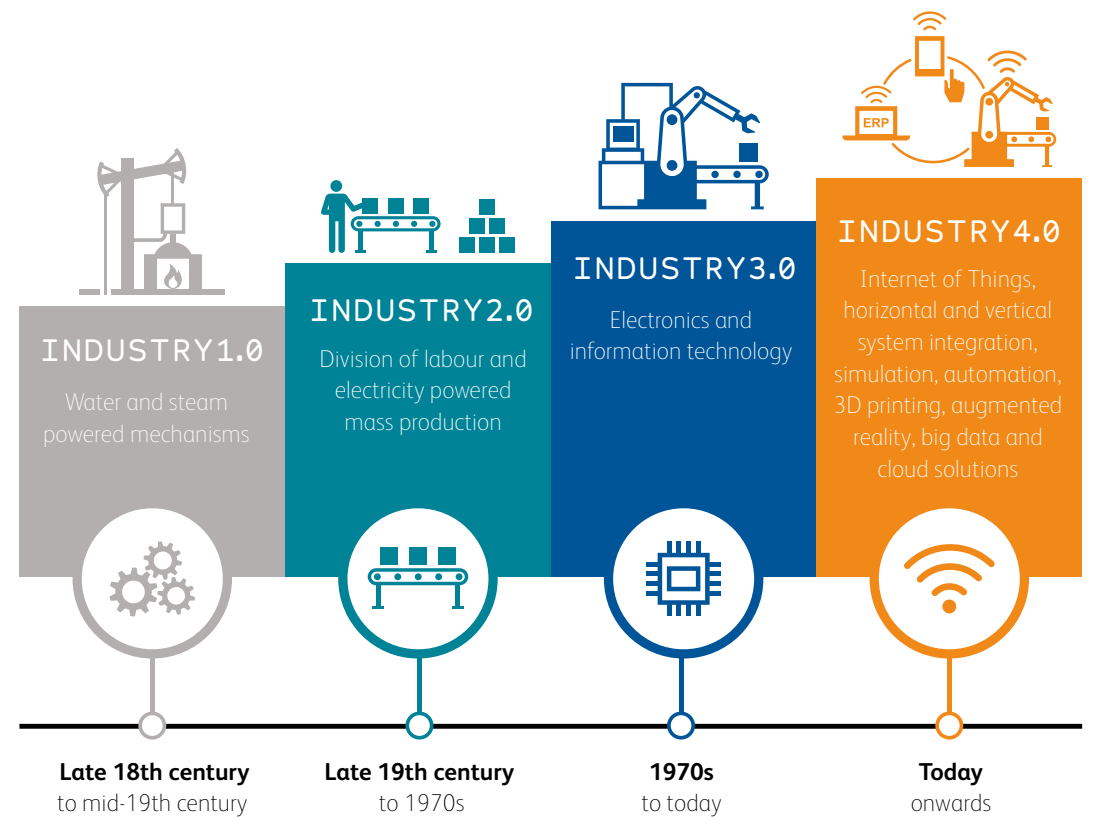 ERP
INDUSTRY1.0
Water and steam
powered mechanisms
INDUSTRY2.0
Division of labour and
electricity powered
mass production
INDUSTRY3.0
Electronics and
information technology
INDUSTRY4.0
Internet of Things,
horizontal and vertical
system integration,
simulation, automation,
3D printing, augmented
reality, big data and
cloud solutions
Late 18th century
to mid-19th century
Late 19th century
to 1970s
1970s
to today
Today
onwards